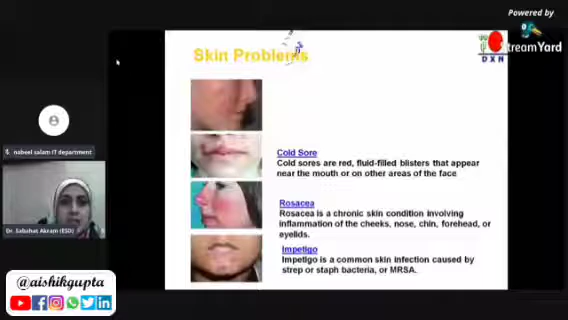 Powered by
StreamYard
DXN
Skin Problems
Cold Sore
Cold sores are red, fluid-filled blisters that appear
near the mouth or on other areas of the face
Rosacea
Rosacea is a chronic skin condition involving
inflammation of the cheeks, nose, chin, forehead, or
eyelids.
Impetigo
Impetigo is a common skin infection caused by
strep or staph bacteria, or MRSA.
nabeel salam IT department
Dr. Sabahat Akram (ESD)
@aishikgupta